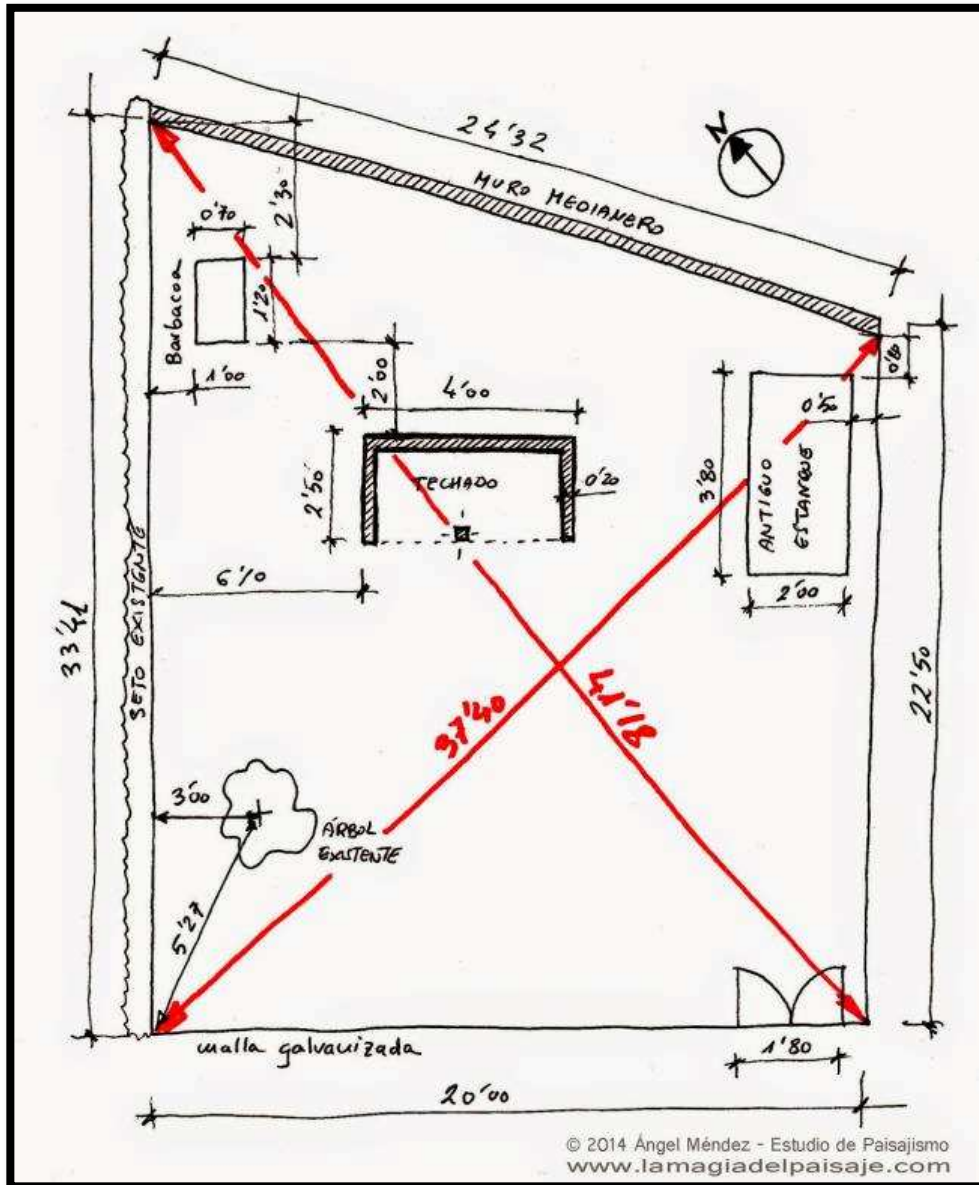 24'32
N
MURO MEDIANERO
2'30
0'70
Barbacoa
1'20
1'00
2'00
4'00
0'80
0'50
TECHADO
0'20
2'50
3'80
ANTIGUO
ESTANQUE
2'00
6'10
SETO EXISTENTE
33'41
22'50
37'40
41'18
3'00
ÁRBOL
EXISTENTE
5'27
malla galvanizada
1'80
20'00
© 2014 Ángel Méndez - Estudio de Paisajismo
www.lamagiadelpaisaje.com